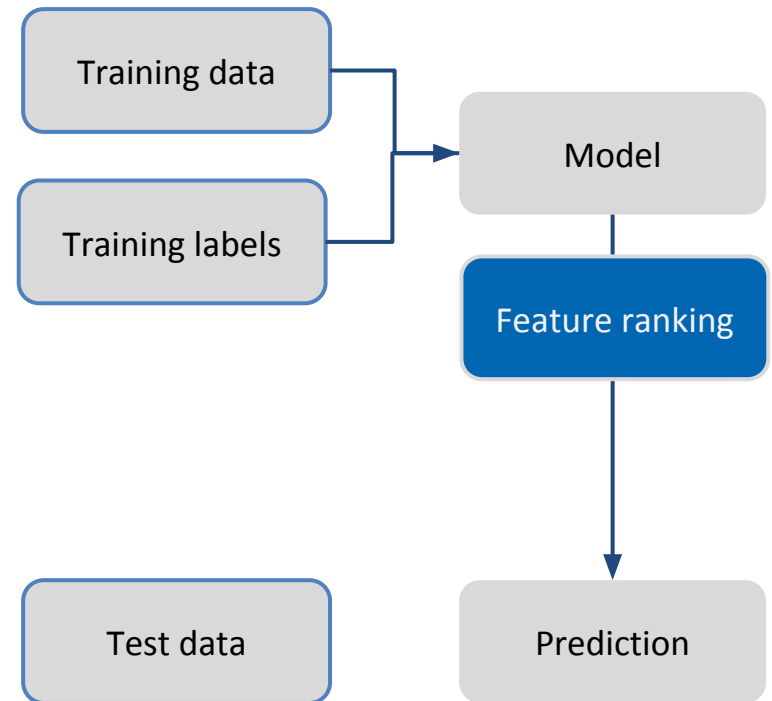 Training data
Model
Training labels
Feature ranking
Test data
Prediction